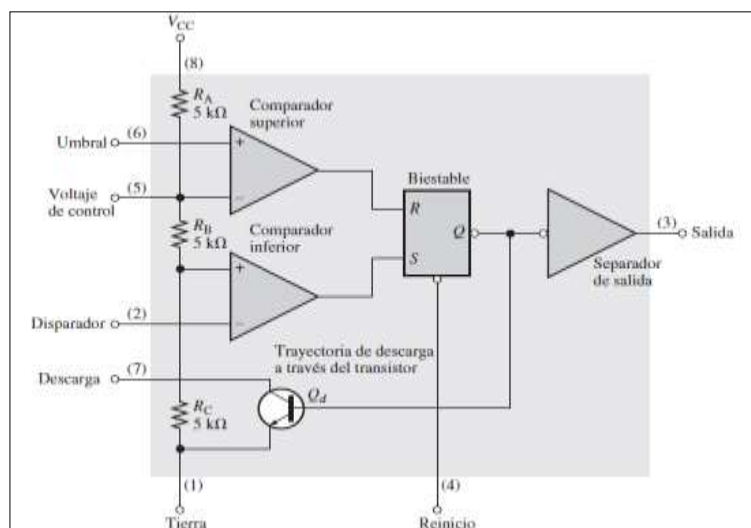 VCC
(8)
RA
5 kΩ
Comparador
superior
Umbral
(6)
+
Biestable
Voltaje
de control
(5)
−
R
RB
5 kΩ
Comparador
inferior
Q
(3)
Salida
+
S
Separador
de salida
Disparador
(2)
−
Trayectoria de descarga
a través del transistor
(7)
Descarga
Qd
RC
5 kΩ
(1)
(4)
Tierra
Reinicio